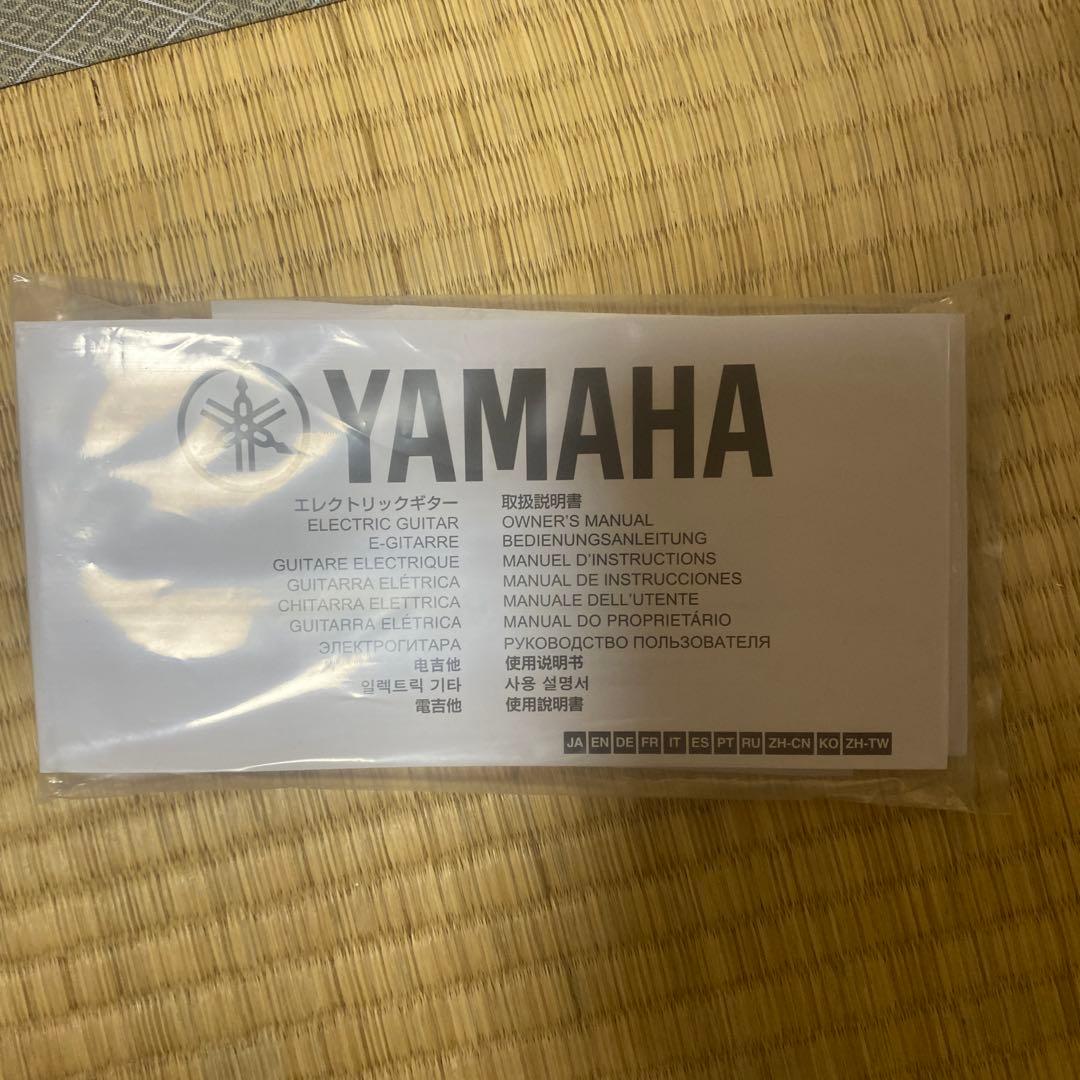 YAMAHA
エレクトリックギター 取扱説明書
ELECTRIC GUITAR OWNER'S MANUAL
E-GITARRE BEDIENUNGSANLEITUNG
GUITARE ELECTRIQUE MANUEL D'INSTRUCTIONS
GUITARRA ELÉTRICA MANUAL DE INSTRUCCIONES
CHITARRA ELETTRICA MANUALE DELL'UTENTE
GUITARRA ELÉTRICA MANUAL DO PROPRIETÁRIO
ЭЛЕКТРОГИТАРА РУКОВОДСТВО ПОЛЬЗОВАТЕЛЯ
电吉他 使用说明书
일렉트릭 기타 사용 설명서
電吉他 使用說明書
JA EN DE FR IT ES PT RU ZH-CN KO ZH-TW